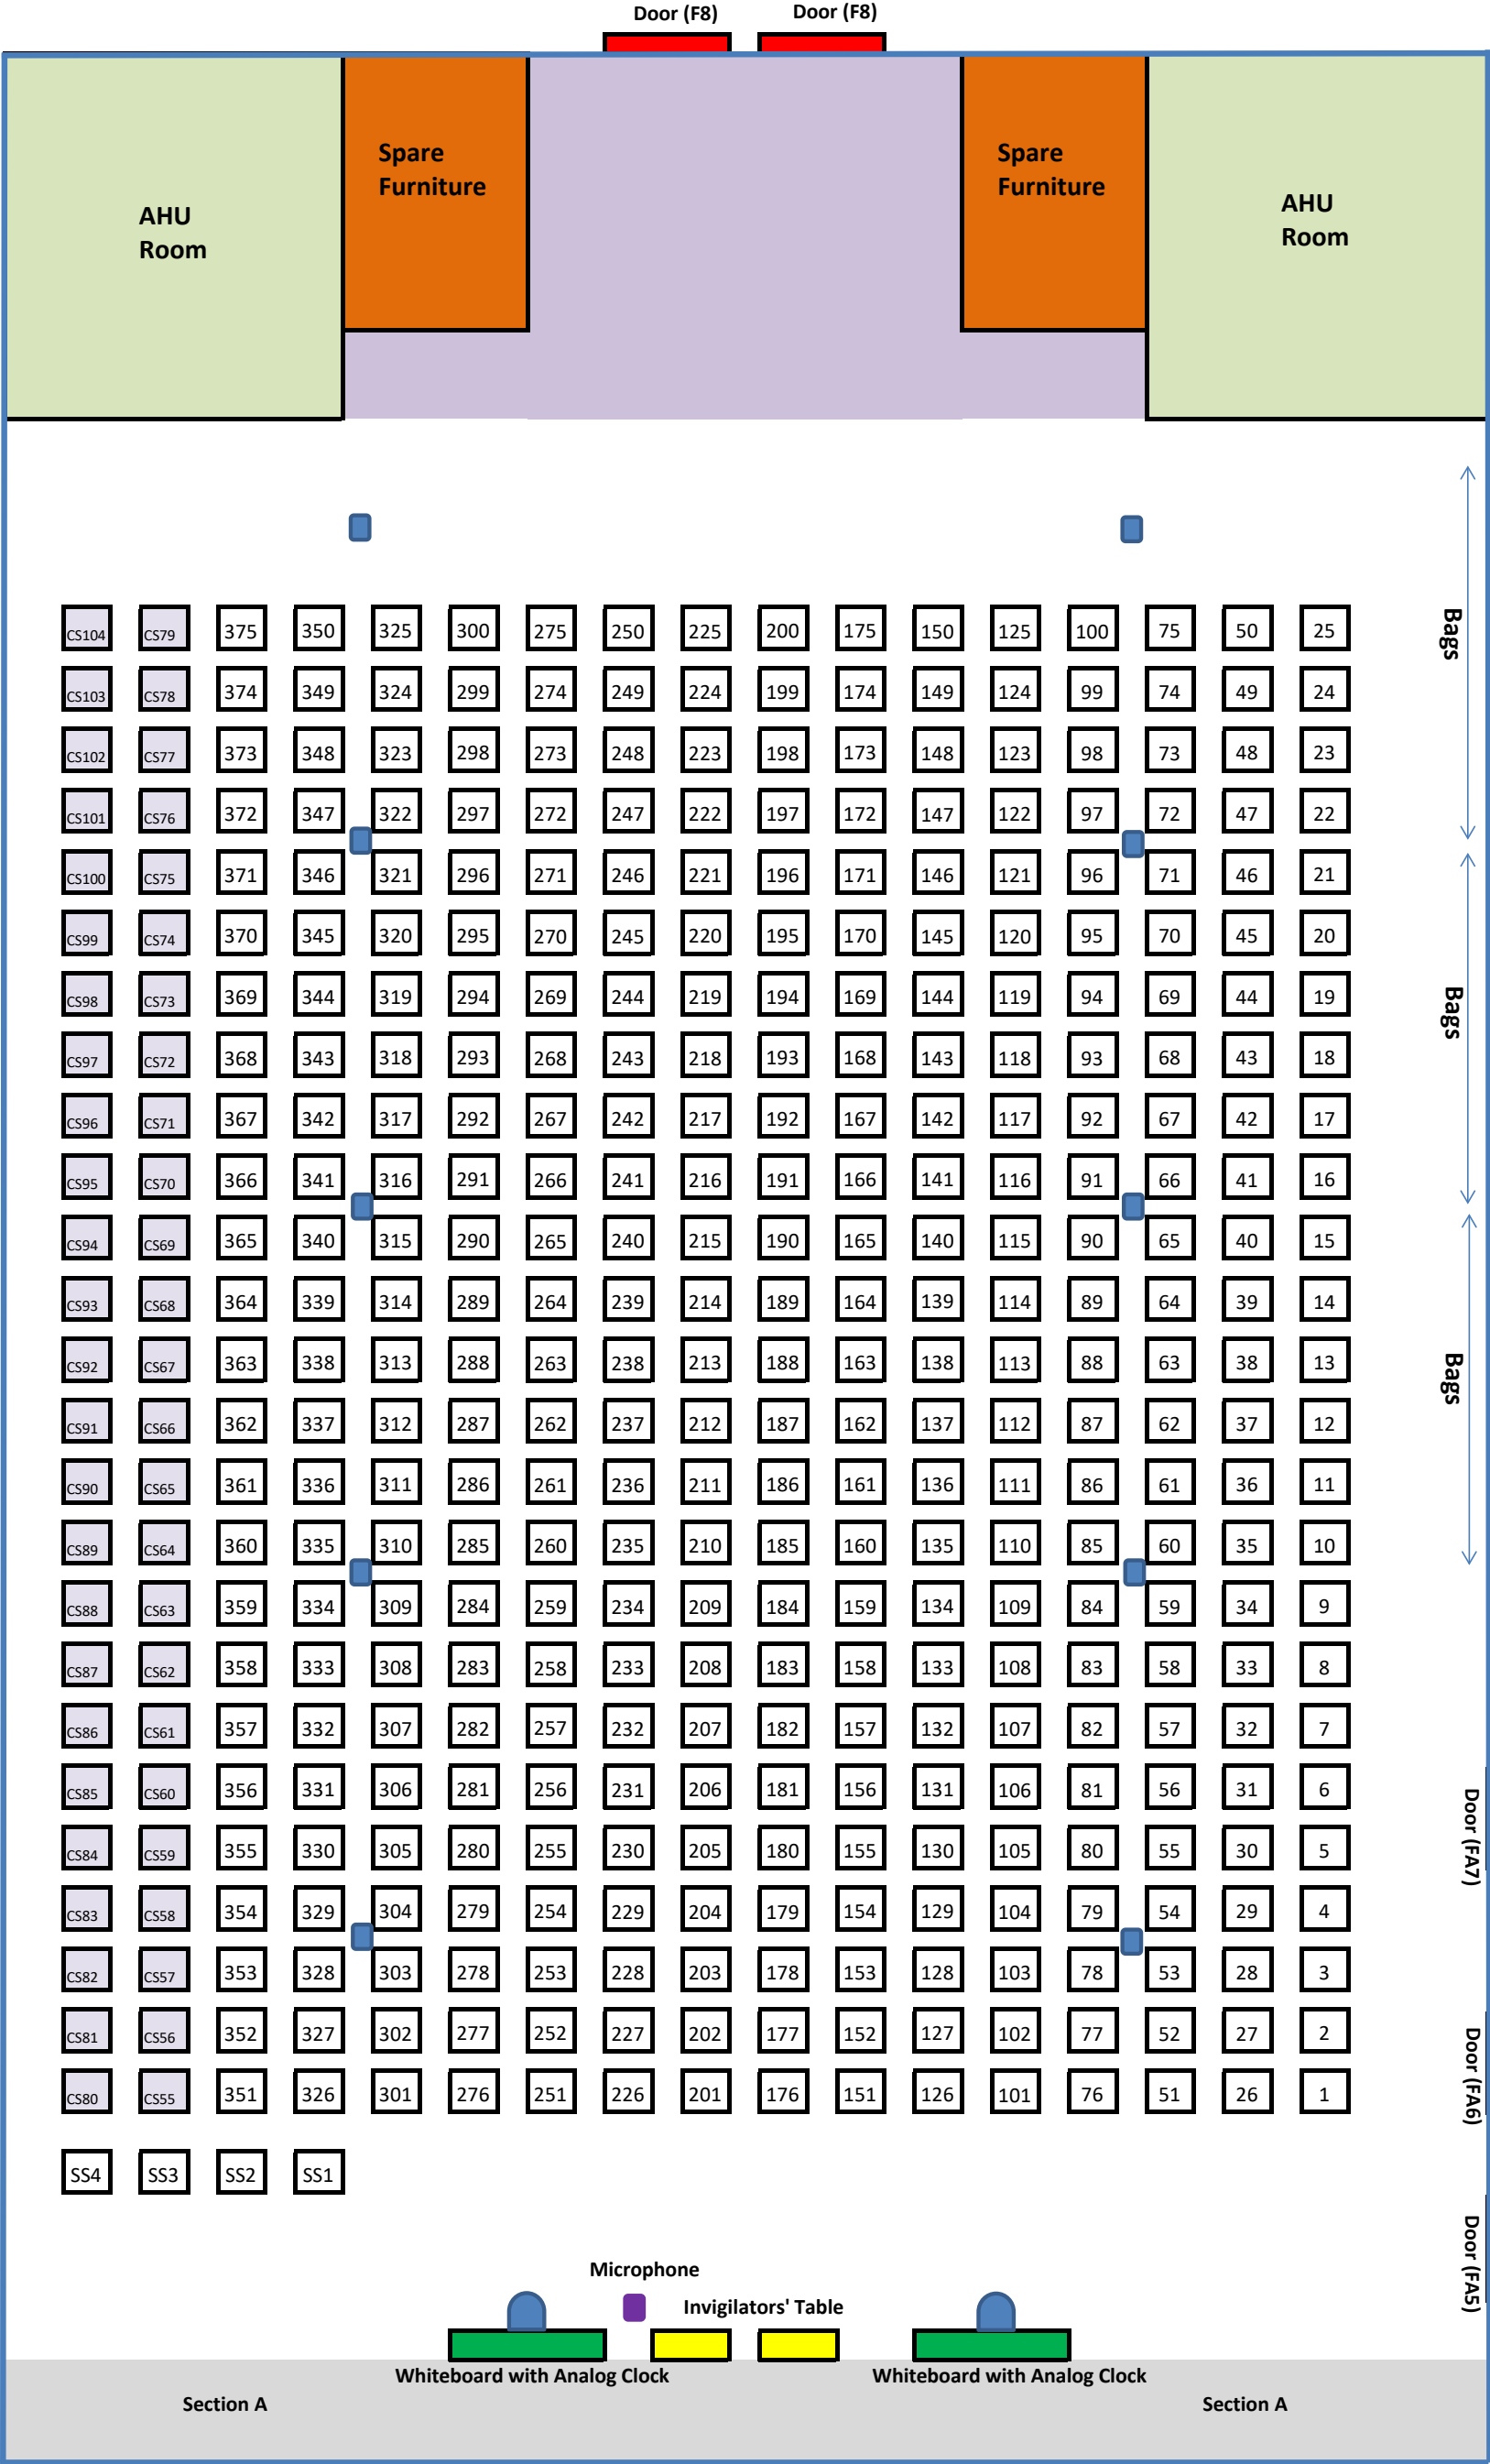 Door (F8) Door (F8)
Spare
Furniture
Spare
Furniture
AHU
Room
AHU
Room
Bags
CS104 CS79 375 350 325 300 275 250 225 200 175 150 125 100 75 50 25
CS103 CS78 374 349 324 299 274 249 224 199 174 149 124 99 74 49 24
CS102 CS77 373 348 323 298 273 248 223 198 173 148 123 98 73 48 23
CS101 CS76 372 347 322 297 272 247 222 197 172 147 122 97 72 47 22
CS100 CS75 371 346 321 296 271 246 221 196 171 146 121 96 71 46 21
CS99 CS74 370 345 320 295 270 245 220 195 170 145 120 95 70 45 20
Bags
CS98 CS73 369 344 319 294 269 244 219 194 169 144 119 94 69 44 19
CS97 CS72 368 343 318 293 268 243 218 193 168 143 118 93 68 43 18
CS96 CS71 367 342 317 292 267 242 217 192 167 142 117 92 67 42 17
CS95 CS70 366 341 316 291 266 241 216 191 166 141 116 91 66 41 16
CS94 CS69 365 340 315 290 265 240 215 190 165 140 115 90 65 40 15
CS93 CS68 364 339 314 289 264 239 214 189 164 139 114 89 64 39 14
Bags
CS92 CS67 363 338 313 288 263 238 213 188 163 138 113 88 63 38 13
CS91 CS66 362 337 312 287 262 237 212 187 162 137 112 87 62 37 12
CS90 CS65 361 336 311 286 261 236 211 186 161 136 111 86 61 36 11
CS89 CS64 360 335 310 285 260 235 210 185 160 135 110 85 60 35 10
CS88 CS63 359 334 309 284 259 234 209 184 159 134 109 84 59 34 9
CS87 CS62 358 333 308 283 258 233 208 183 158 133 108 83 58 33 8
CS86 CS61 357 332 307 282 257 232 207 182 157 132 107 82 57 32 7
CS85 CS60 356 331 306 281 256 231 206 181 156 131 106 81 56 31 6
Door (FA7)
CS84 CS59 355 330 305 280 255 230 205 180 155 130 105 80 55 30 5
CS83 CS58 354 329 304 279 254 229 204 179 154 129 104 79 54 29 4
CS82 CS57 353 328 303 278 253 228 203 178 153 128 103 78 53 28 3
CS81 CS56 352 327 302 277 252 227 202 177 152 127 102 77 52 27 2
Door (FA6)
CS80 CS55 351 326 301 276 251 226 201 176 151 126 101 76 51 26 1
SS4 SS3 SS2 SS1
Door (FA5)
Microphone
Invigilators' Table
Whiteboard with Analog Clock Whiteboard with Analog Clock
Section A Section A